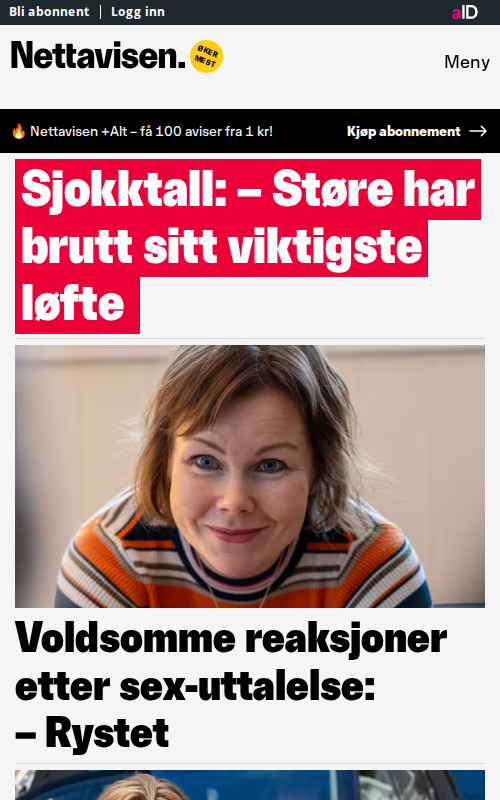 Bli abonnent Logg inn aID
Nettavisen. ØKER MEST
Meny
🔥 Nettavisen +Alt – få 100 aviser fra 1 kr! Kjøp abonnement →
Sjokktall: – Støre har
brutt sitt viktigste
løfte
Voldsomme reaksjoner
etter sex-uttalelse:
– Rystet